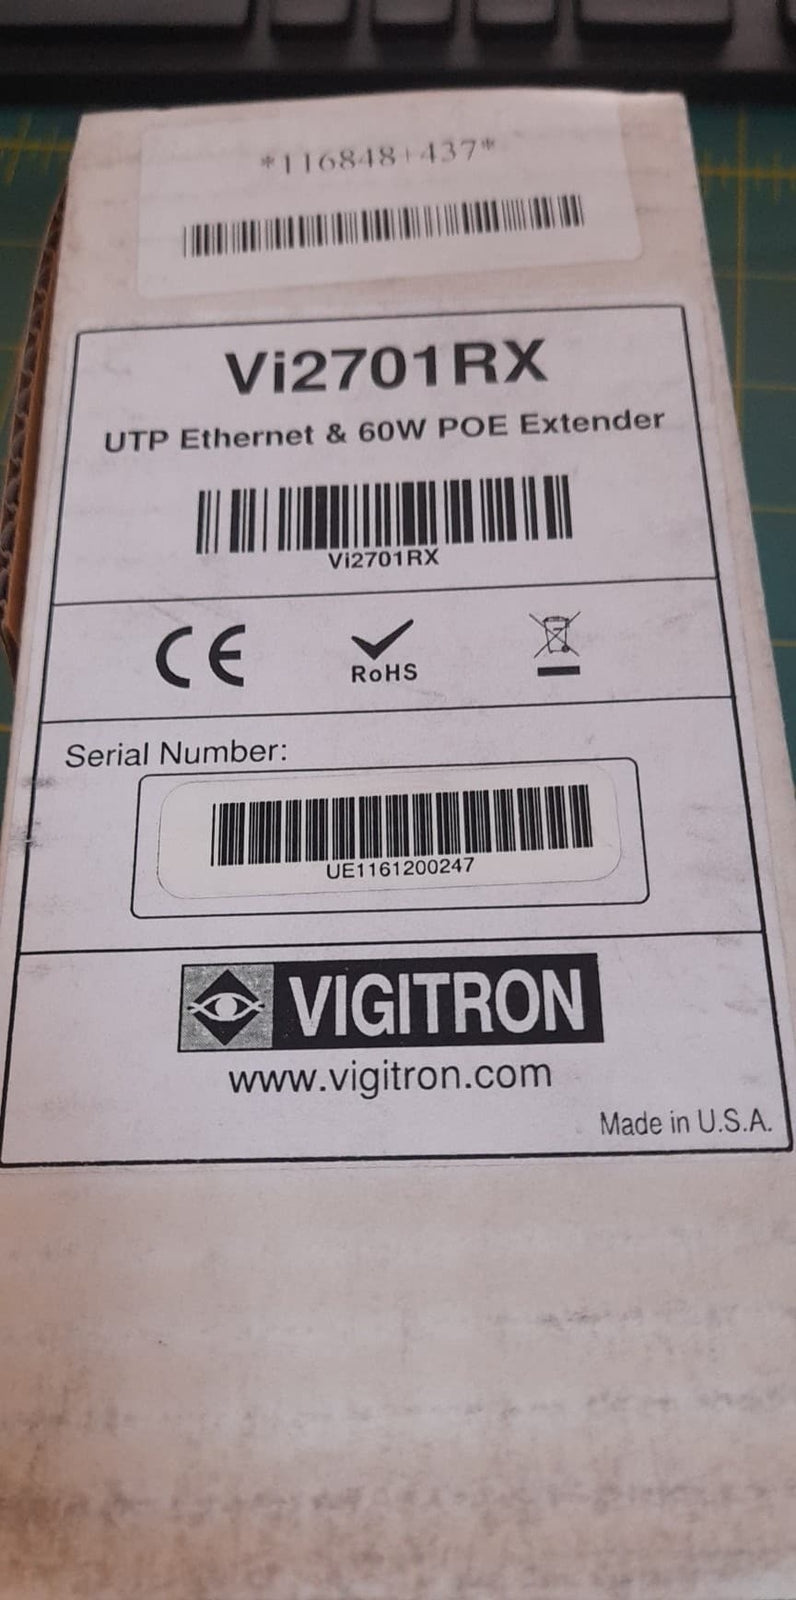 *116848+437*
Vi2701RX
UTP Ethernet & 60W POE Extender
Vi2701RX
CE
RoHS
Serial Number:
UE1161200247
VIGITRON
www.vigitron.com
Made in U.S.A.